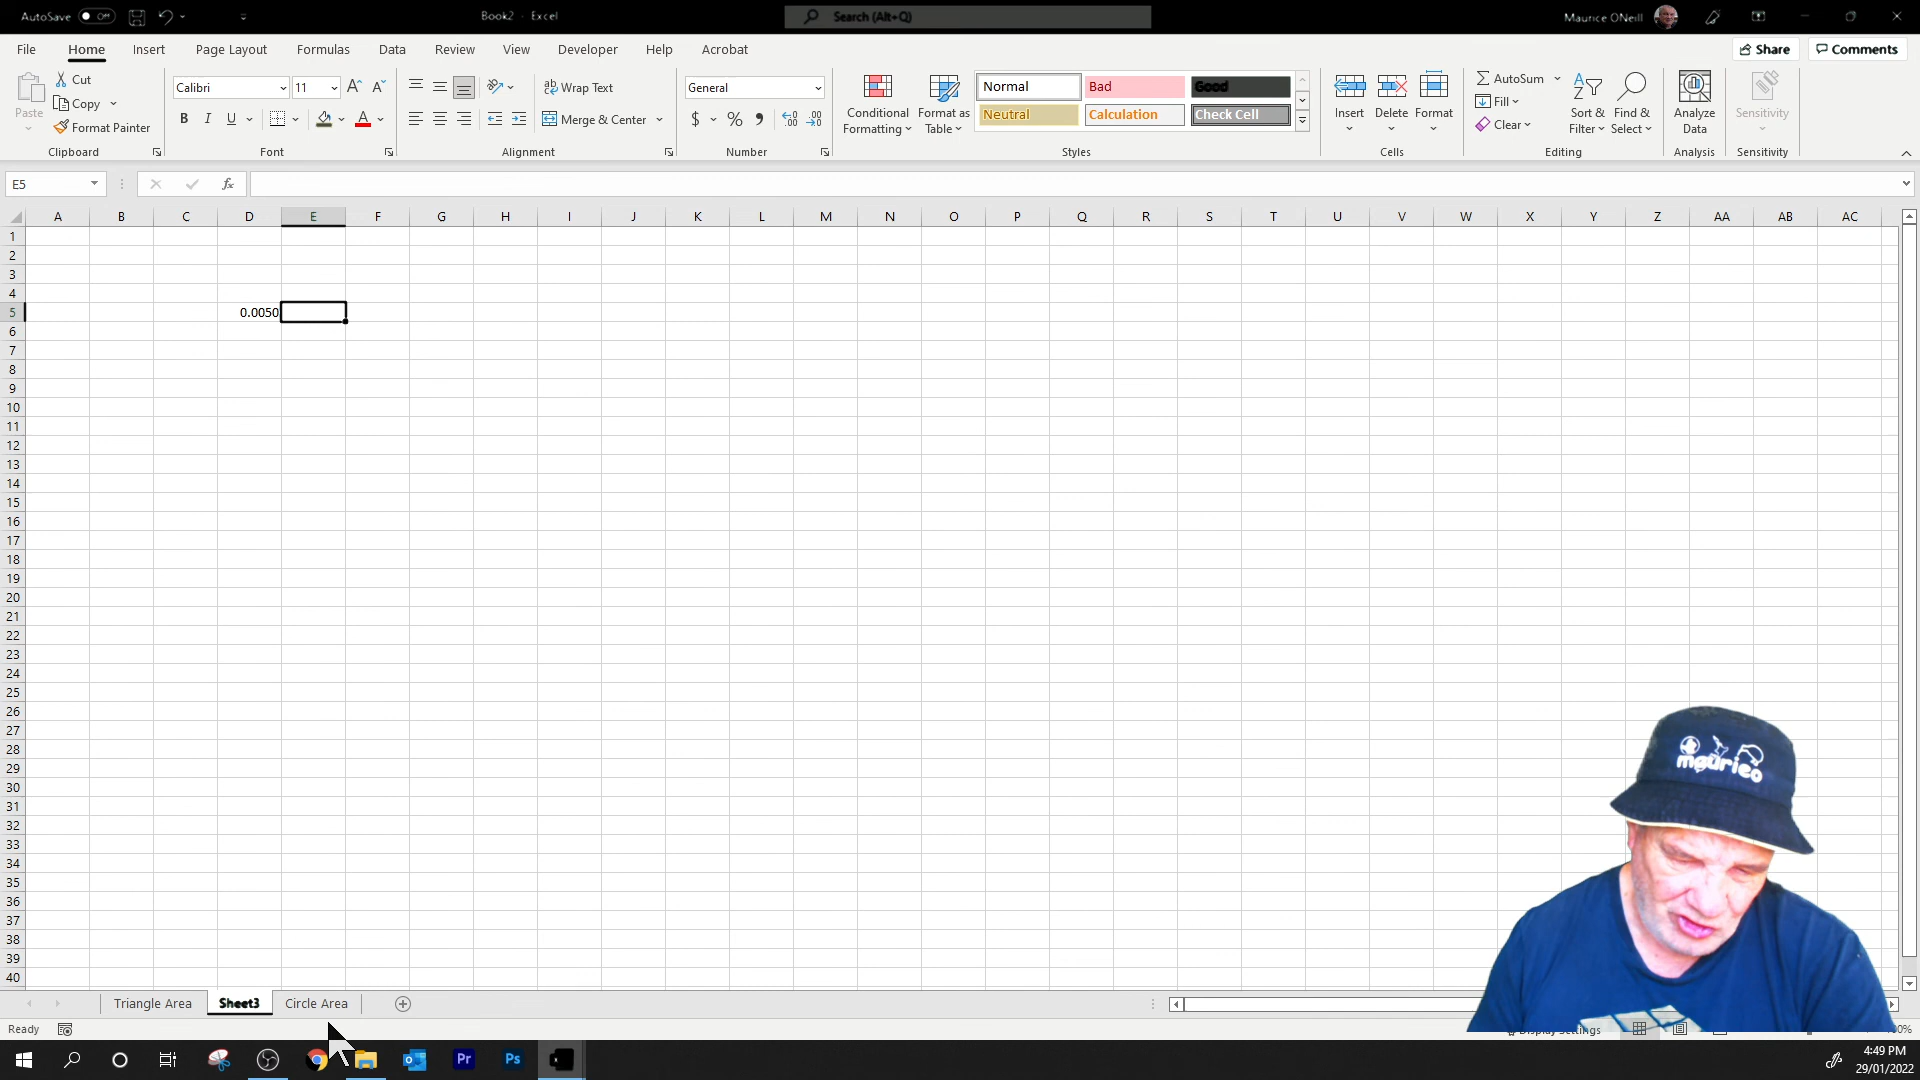 AutoSave Off
Book2 - Excel
Search (Alt+Q)
Maurice ONeill
File Home Insert Page Layout Formulas Data Review View Developer Help Acrobat
Share Comments
Paste
Cut
Copy
Format Painter
Clipboard
Calibri 11
B I U
Font
Wrap Text
Merge & Center
Alignment
General
$ % 9
Number
Conditional Formatting
Format as Table
Normal Bad Good
Neutral Calculation Check Cell
Styles
Insert Delete Format
Cells
AutoSum
Fill
Clear
Sort & Filter
Find & Select
Editing
Analyze Data
Analysis
Sensitivity
Sensitivity
E5 fx
A B C D E F G H I J K L M N O P Q R S T U V W X Y Z AA AB AC
1
2
3
4
5 0.0050
6
7
8
9
10
11
12
13
14
15
16
17
18
19
20
21
22
23
24
25
26
27
28
29
30
31
32
33
34
35
36
37
38
39
40
maurieo
Triangle Area Sheet3 Circle Area
Ready
Display Settings
Pr Ps
4:49 PM
29/01/2022